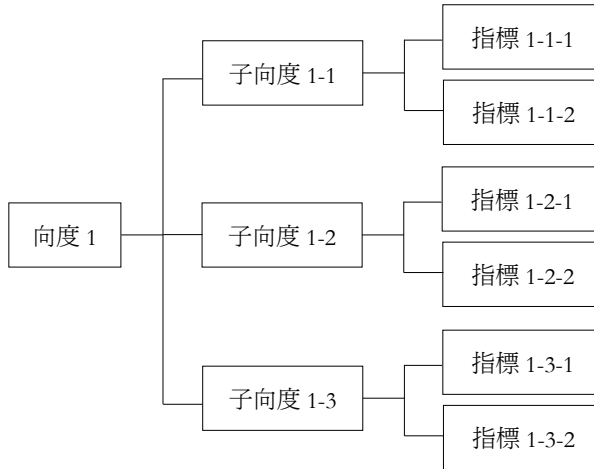 向度 1
子向度 1-1
指標 1-1-1
指標 1-1-2
子向度 1-2
指標 1-2-1
指標 1-2-2
子向度 1-3
指標 1-3-1
指標 1-3-2